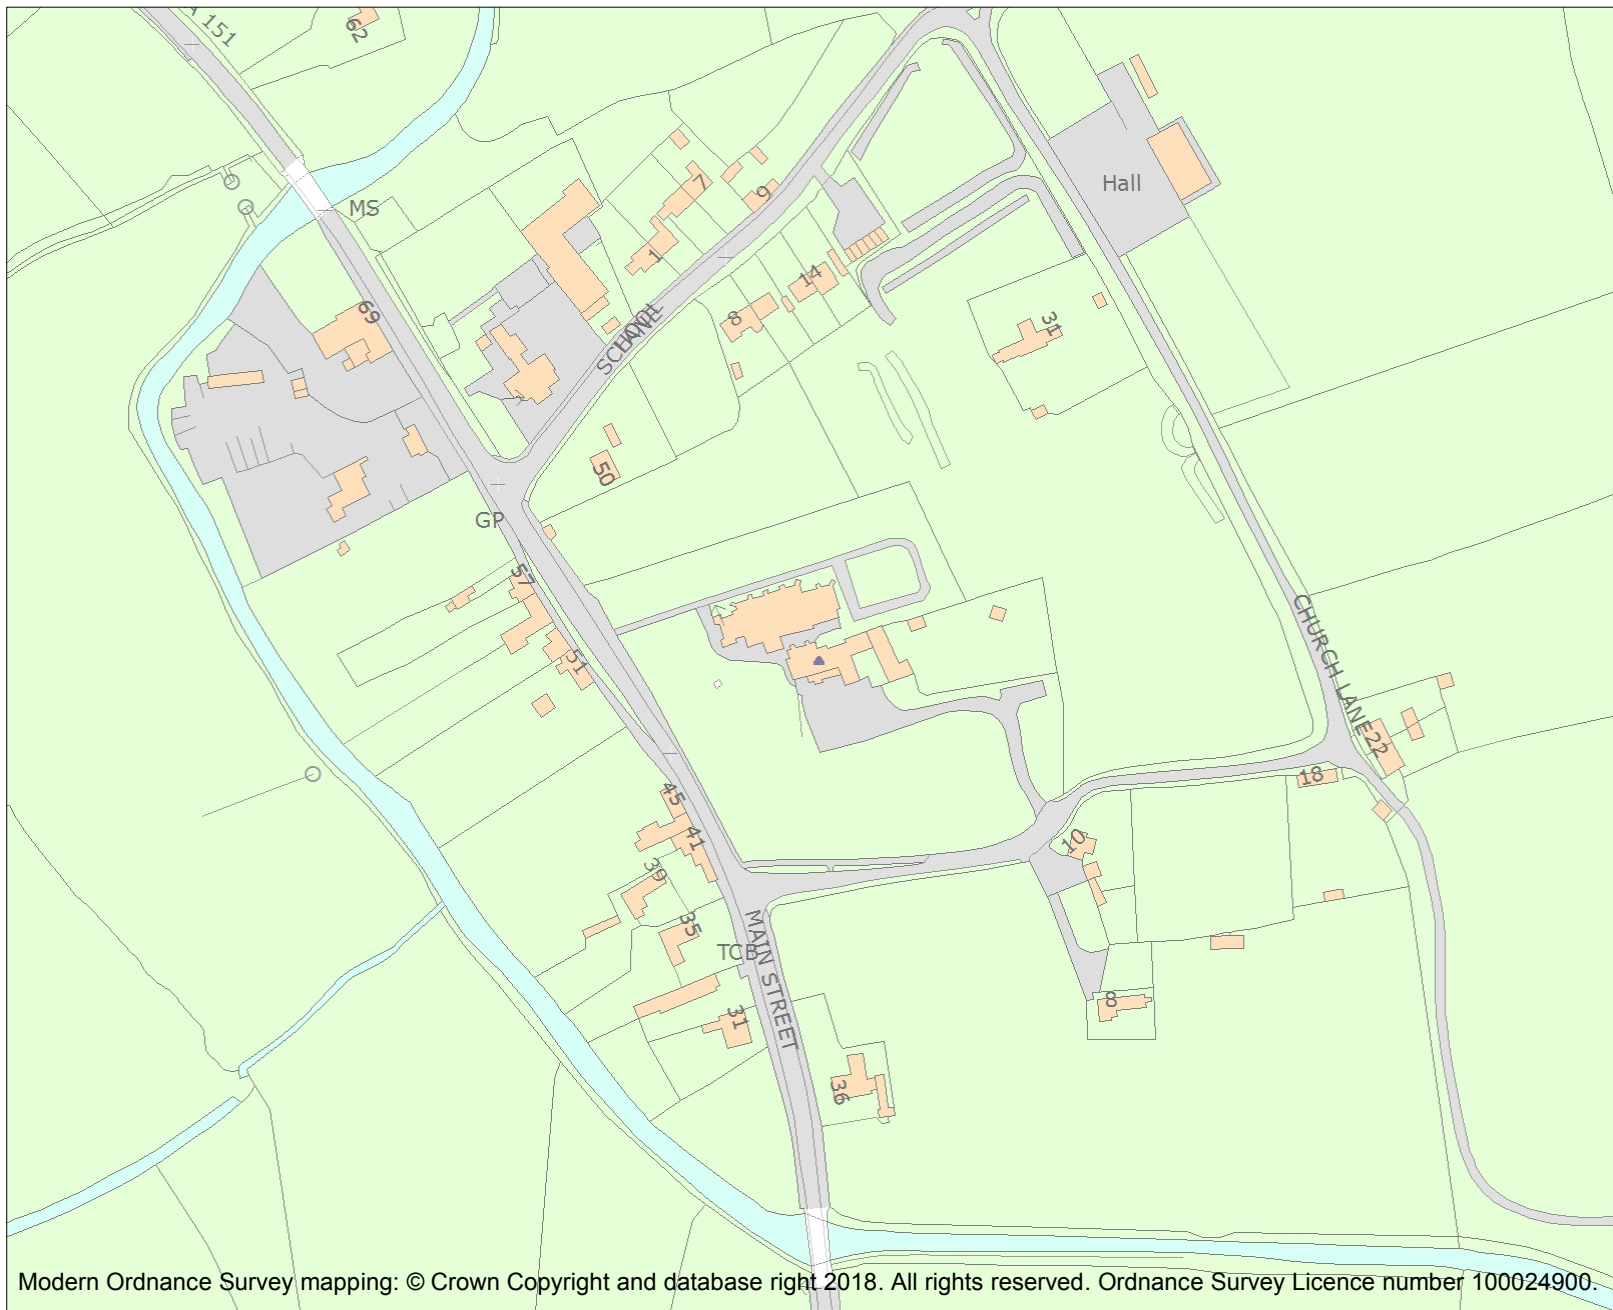 A 151
62
MS
Hall
7
9
1
14
8
SCHOOL
LANE
69
31
50
GP
57
51
CHURCH LANE
22
18
45
41
10
39
35
TCB
MAIN STREET
31
8
36
Modern Ordnance Survey mapping: © Crown Copyright and database right 2018. All rights reserved. Ordnance Survey Licence number 100024900.